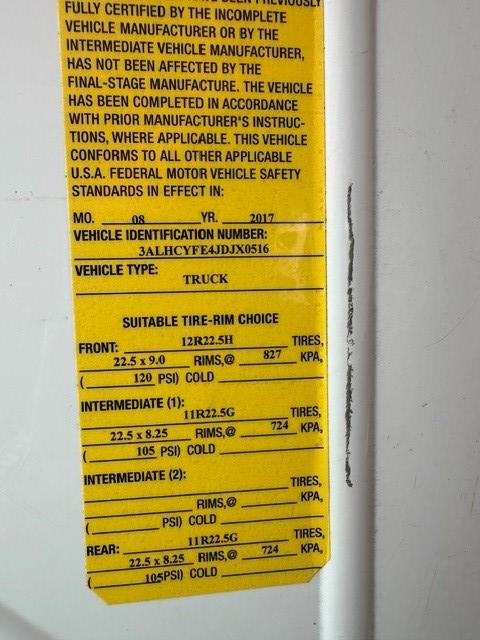 BEEN PREVIOUSLY
FULLY CERTIFIED BY THE INCOMPLETE
VEHICLE MANUFACTURER OR BY THE
INTERMEDIATE VEHICLE MANUFACTURER,
HAS NOT BEEN AFFECTED BY THE
FINAL-STAGE MANUFACTURE. THE VEHICLE
HAS BEEN COMPLETED IN ACCORDANCE
WITH PRIOR MANUFACTURER'S INSTRUC-
TIONS, WHERE APPLICABLE. THIS VEHICLE
CONFORMS TO ALL OTHER APPLICABLE
U.S.A. FEDERAL MOTOR VEHICLE SAFETY
STANDARDS IN EFFECT IN:
MO. 08 YR. 2017
VEHICLE IDENTIFICATION NUMBER:
3ALHCYFE4JDJX0516
VEHICLE TYPE:
TRUCK
SUITABLE TIRE-RIM CHOICE
FRONT: 12R22.5H TIRES,
22.5 x 9.0 RIMS,@ 827 KPA,
( 120 PSI) COLD
INTERMEDIATE (1):
11R22.5G TIRES,
22.5 x 8.25 RIMS,@ 724 KPA,
( 105 PSI) COLD
INTERMEDIATE (2):
TIRES,
RIMS,@ KPA,
( PSI) COLD
REAR: 11R22.5G TIRES,
22.5 x 8.25 RIMS,@ 724 KPA,
( 105PSI) COLD